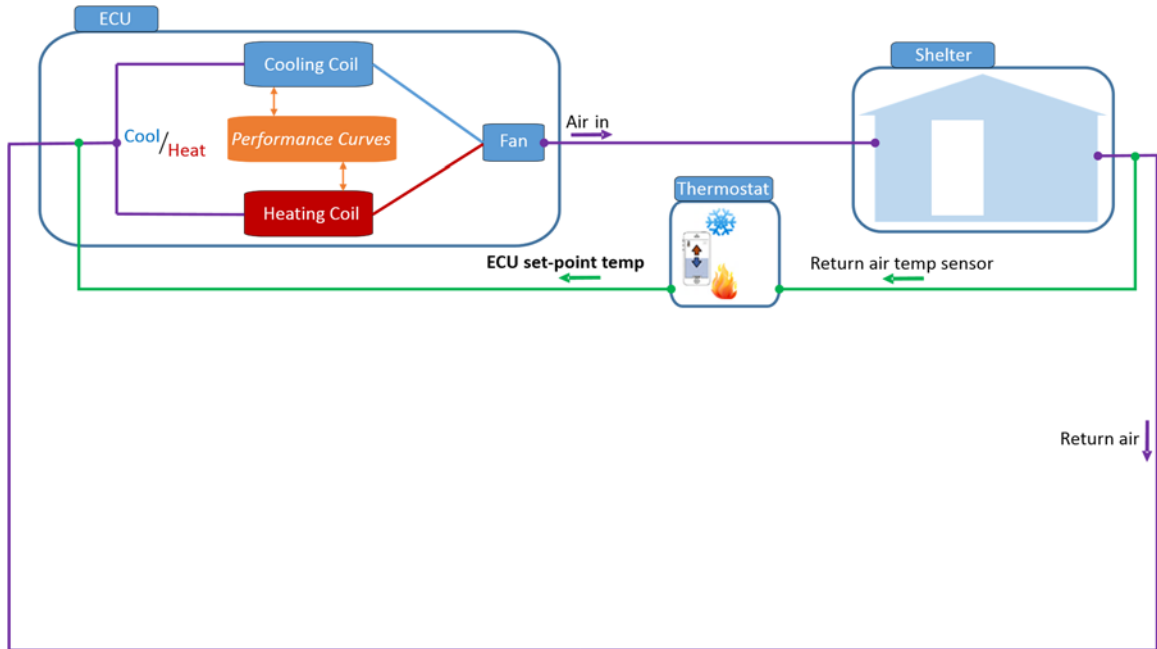 ECU
Shelter
Cooling Coil
Air in
Cool/Heat
Performance Curves
Fan
Thermostat
Heating Coil
ECU set-point temp
Return air temp sensor
Return air